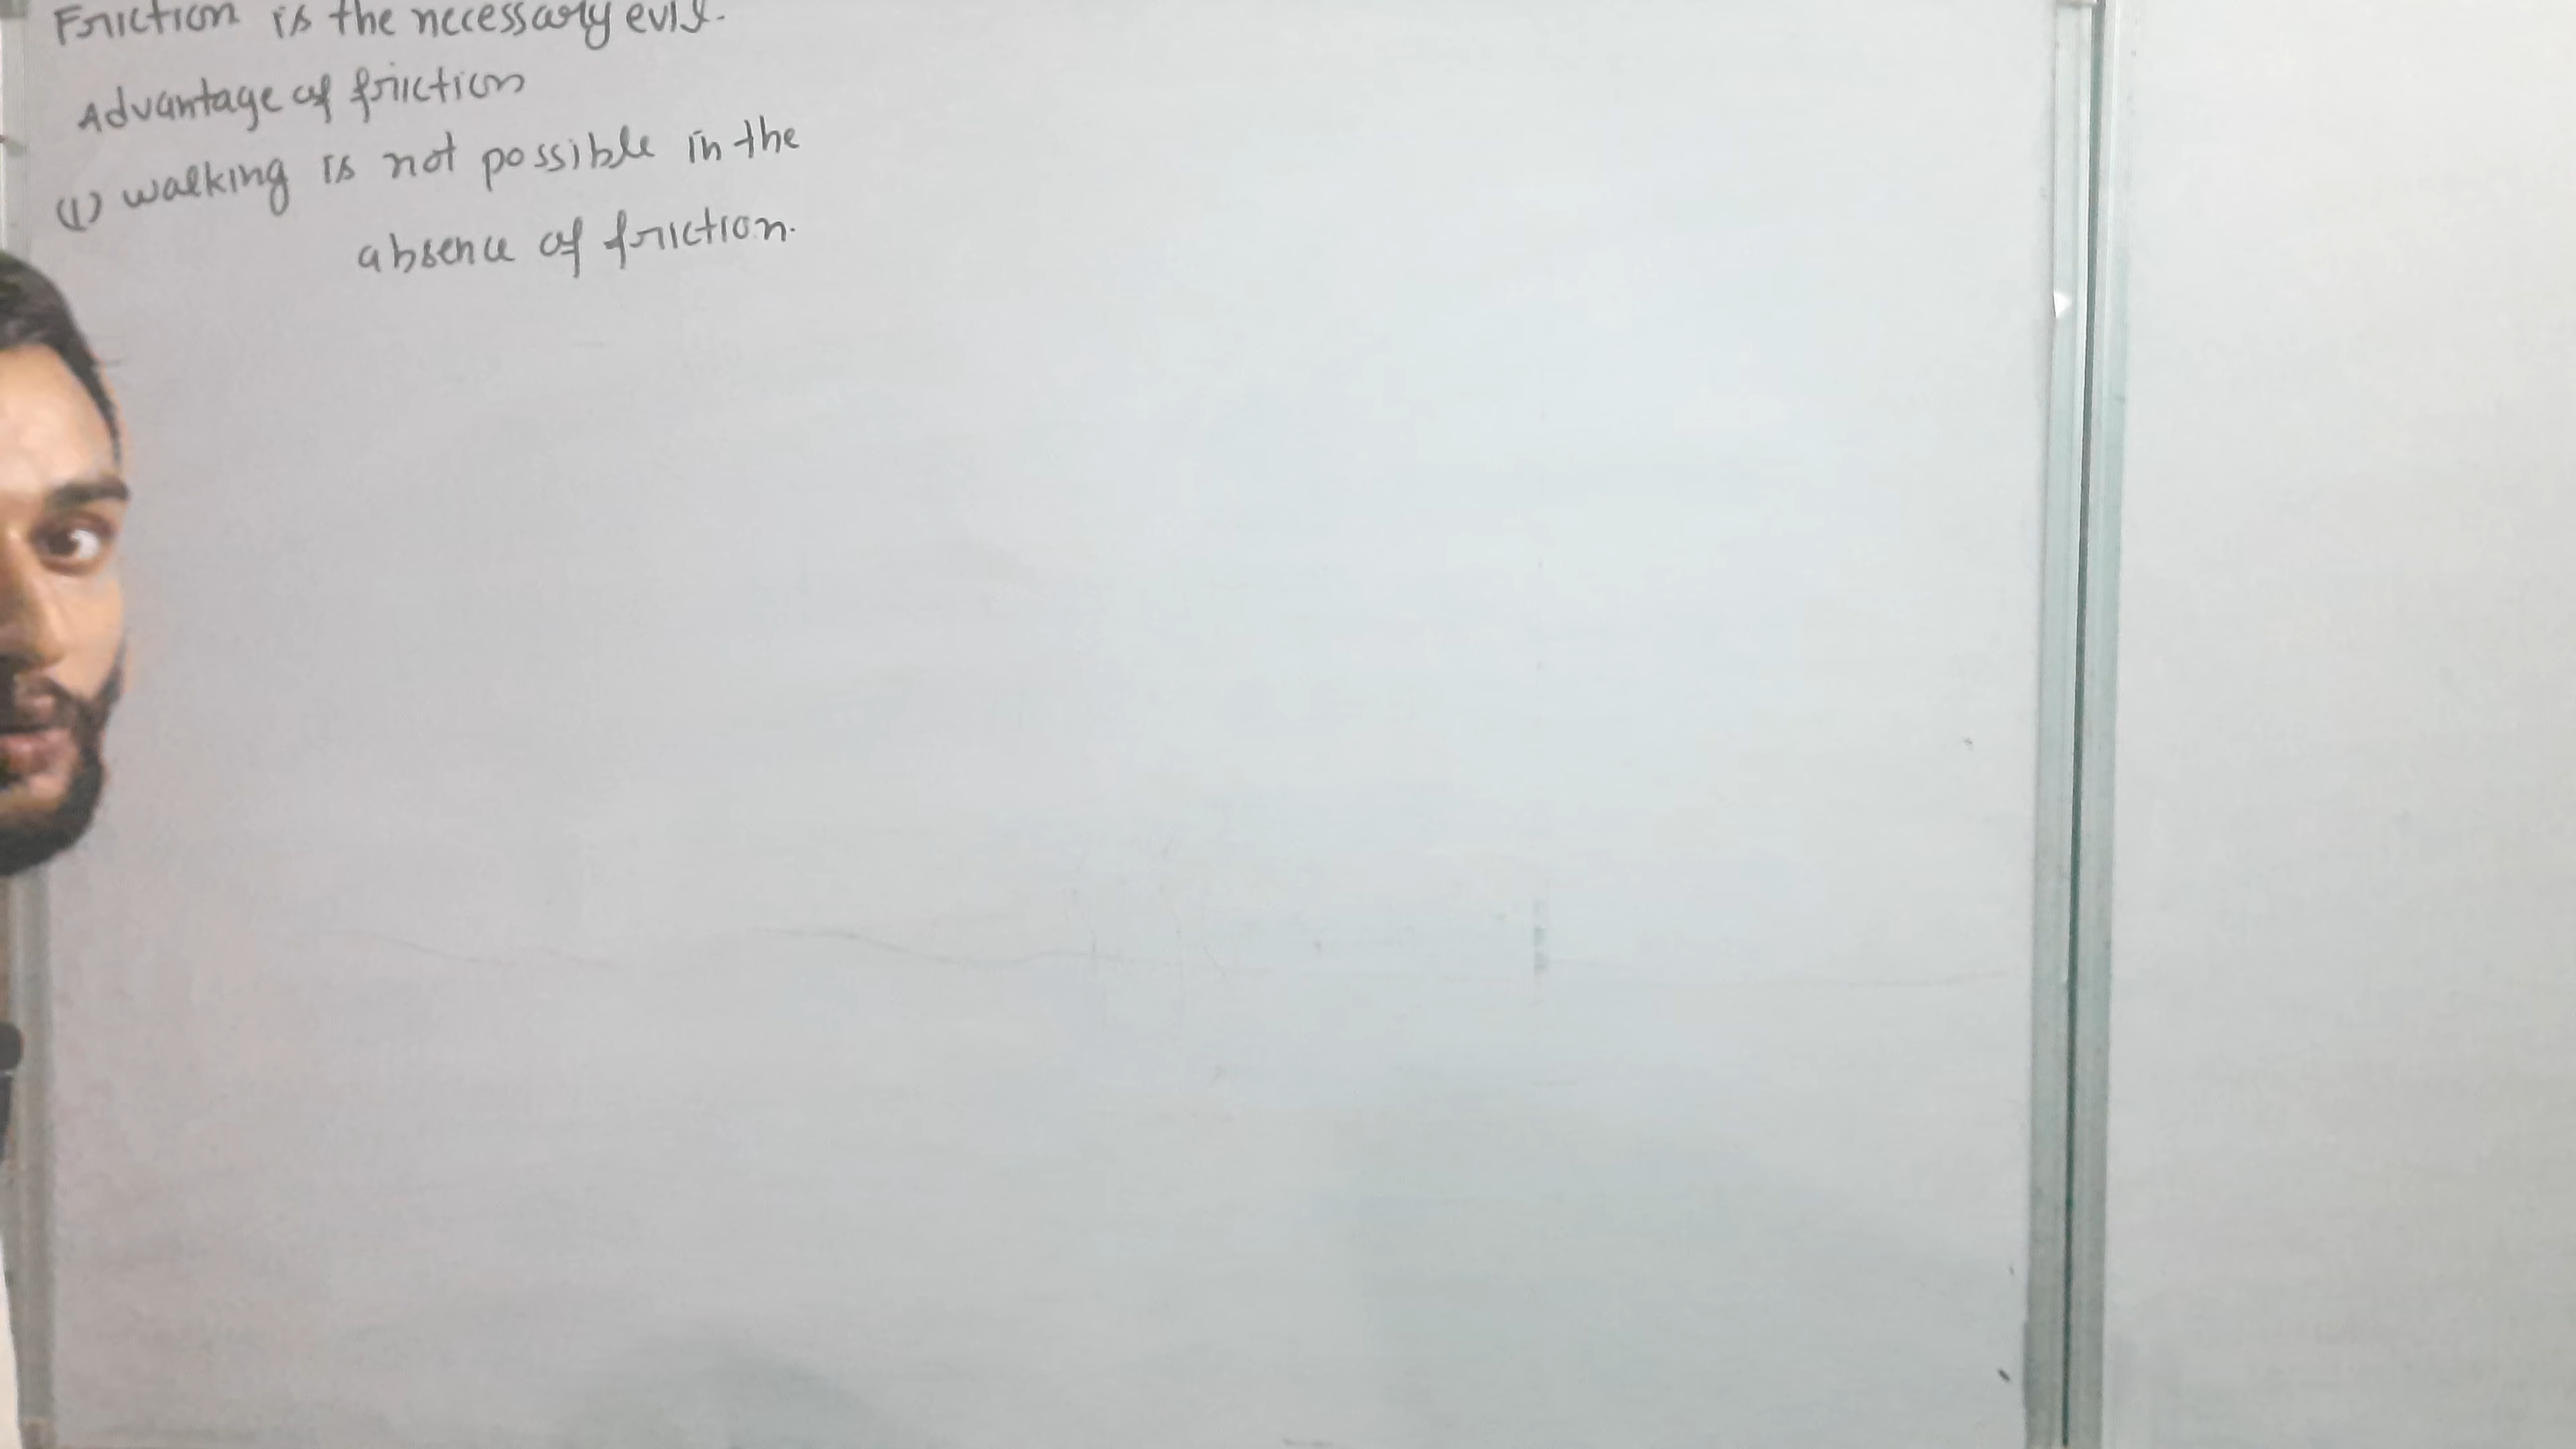 Friction is the necessary evil.
Advantage of friction
(1) walking is not possible in the
absence of friction.